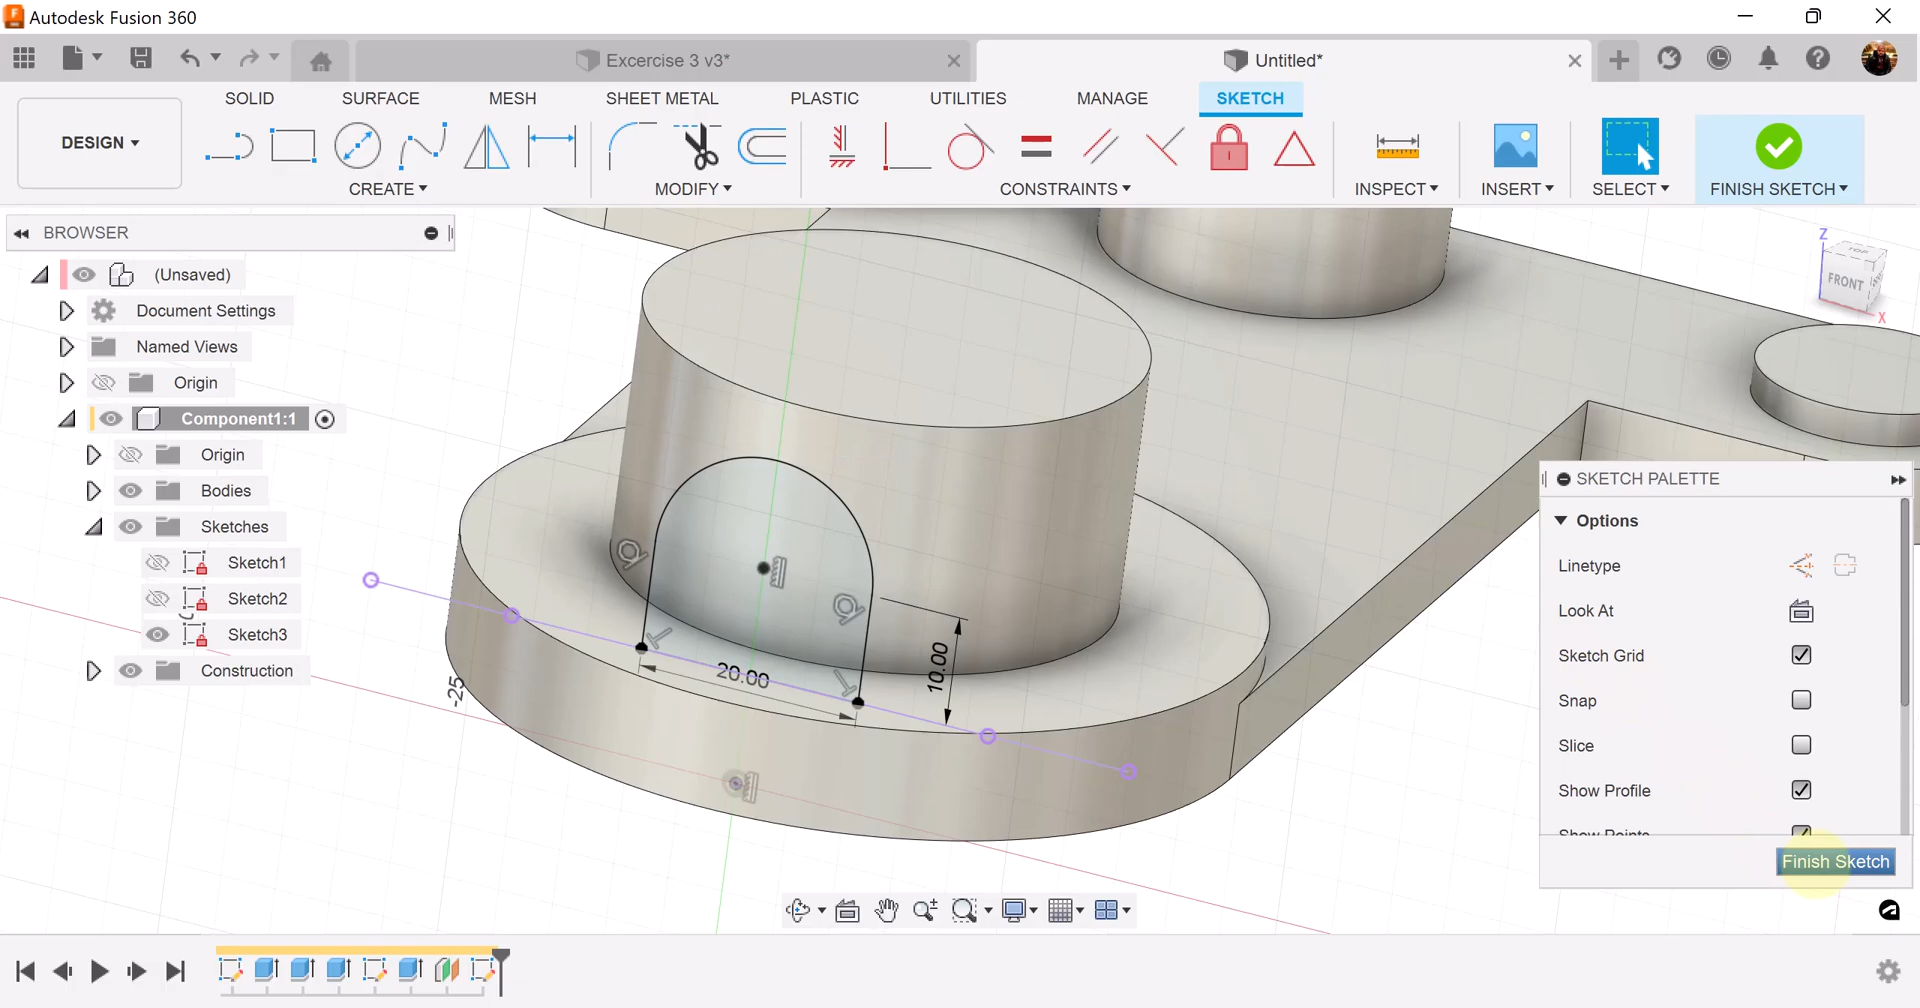 Autodesk Fusion 360
Excercise 3 v3*
Untitled*
DESIGN
SOLID SURFACE MESH SHEET METAL PLASTIC UTILITIES MANAGE SKETCH
CREATE MODIFY CONSTRAINTS INSPECT INSERT SELECT FINISH SKETCH
BROWSER
(Unsaved)
Document Settings
Named Views
Origin
Component1:1
Origin
Bodies
Sketches
Sketch1
Sketch2
Sketch3
Construction
Z
TOP
FRONT
X
20.00
10.00
-25
SKETCH PALETTE
Options
Linetype
Look At
Sketch Grid
Snap
Slice
Show Profile
Show Points
Finish Sketch